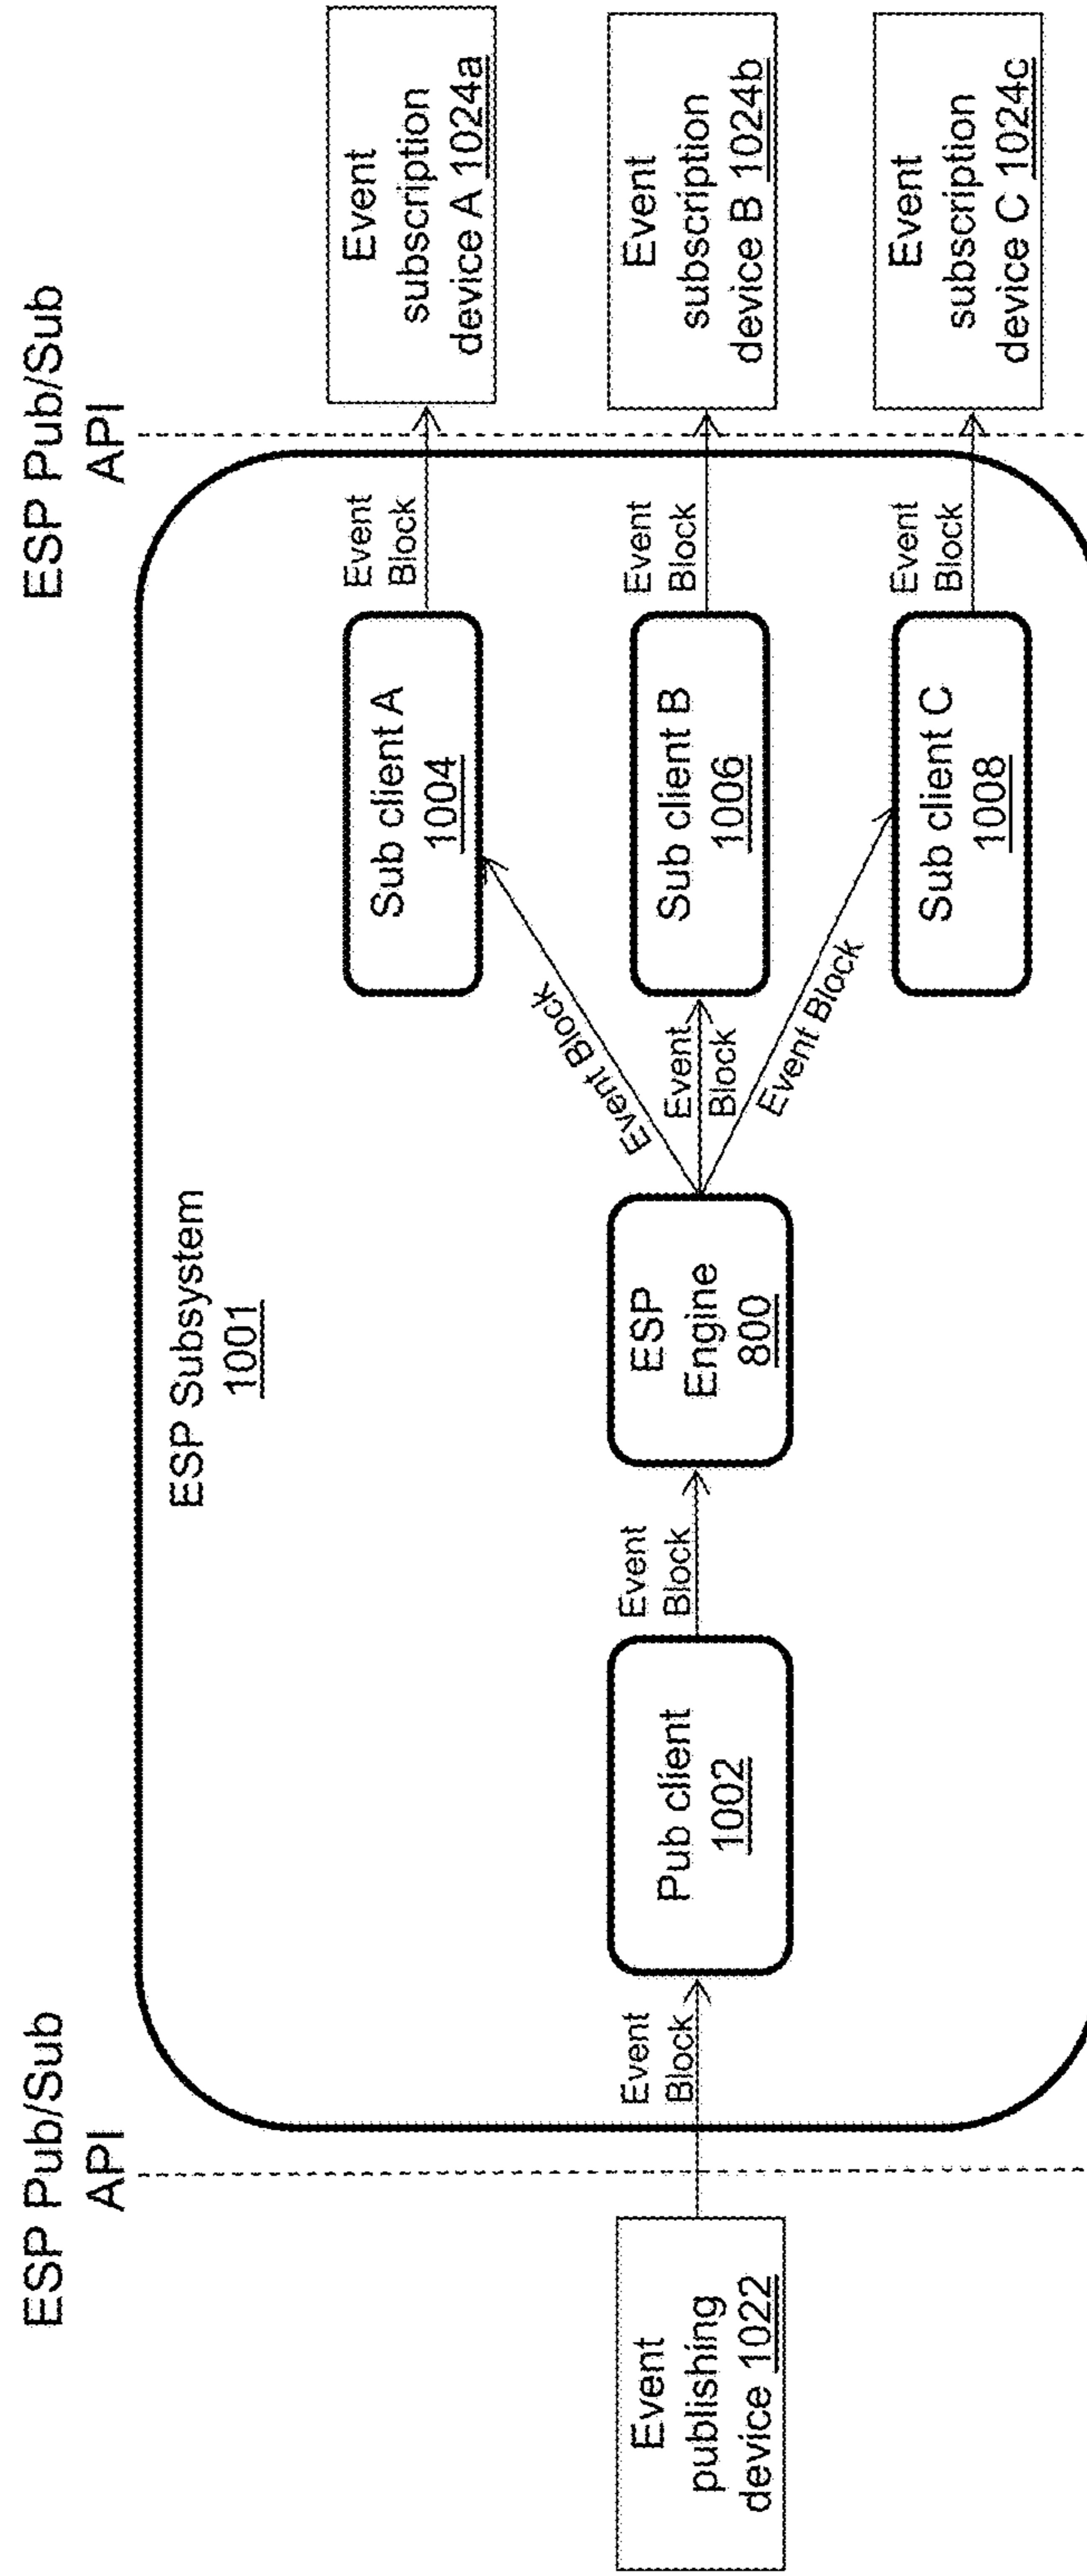 ESP Pub/Sub
API
ESP Pub/Sub
API
ESP Subsystem
1001
Event
publishing
device 1022
Event
Block
Pub client
1002
Event
Block
ESP
Engine
800
Event Block
Event
Block
Event Block
Sub client A
1004
Sub client B
1006
Sub client C
1008
Event
Block
Event
Block
Event
Block
Event
subscription
device A 1024a
Event
subscription
device B 1024b
Event
subscription
device C 1024c